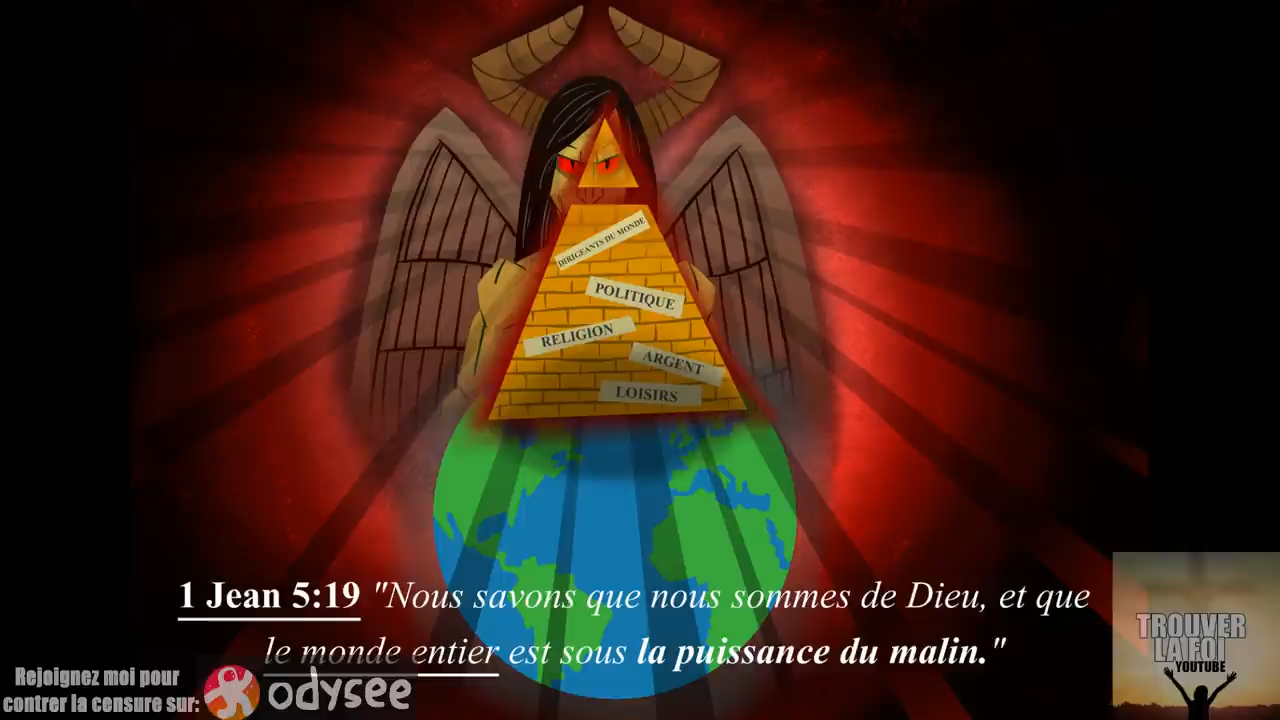 DIRIGEANTS DU MONDE
POLITIQUE
RELIGION
ARGENT
LOISIRS
1 Jean 5:19 "Nous savons que nous sommes de Dieu, et que
le monde entier est sous la puissance du malin."
Rejoignez moi pour
contrer la censure sur:
odysee
TROUVER
LA FOI
YOUTUBE